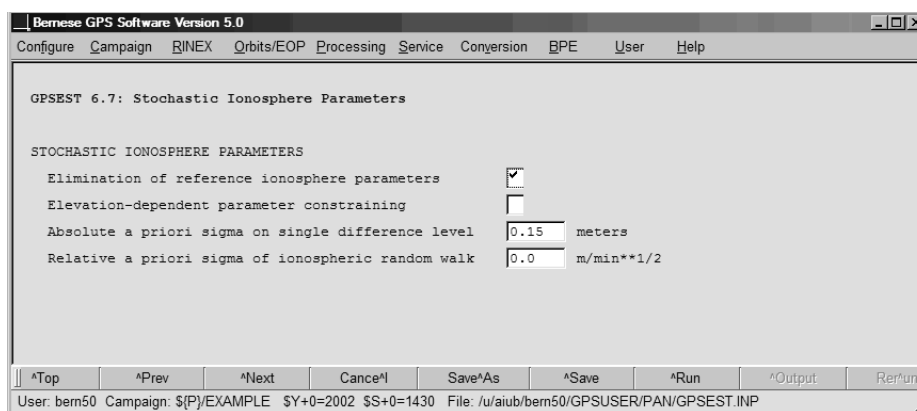 Bernese GPS Software Version 5.0
Configure Campaign RINEX Orbits/EOP Processing Service Conversion BPE User Help
GPSEST 6.7: Stochastic Ionosphere Parameters
STOCHASTIC IONOSPHERE PARAMETERS
Elimination of reference ionosphere parameters
Elevation-dependent parameter constraining
Absolute a priori sigma on single difference level 0.15 meters
Relative a priori sigma of ionospheric random walk 0.0 m/min**1/2
^Top ^Prev ^Next Cance^l Save^As ^Save ^Run ^Output Rer^un
User: bern50 Campaign: ${P}/EXAMPLE $Y+0=2002 $S+0=1430 File: /u/aiub/bern50/GPSUSER/PAN/GPSEST.INP